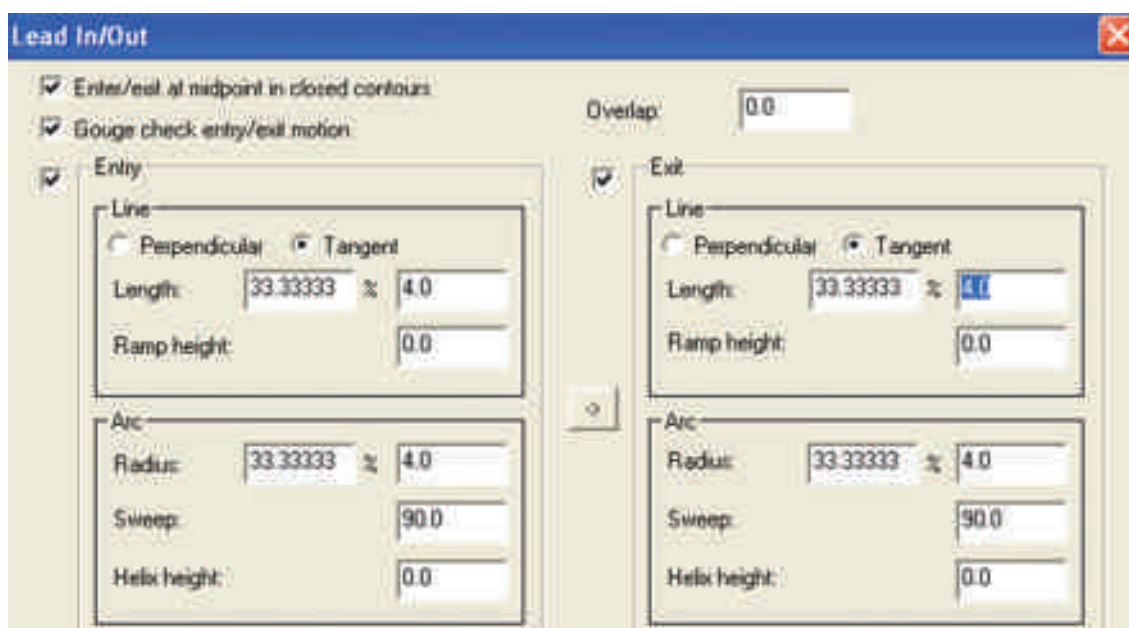 Lead In/Out
Enter/exit at midpoint in closed contours
Overlap: 0.0
Gouge check entry/exit motion
Entry
Line
Perpendicular Tangent
Length: 33.33333 % 4.0
Ramp height: 0.0
Arc
Radius: 33.33333 % 4.0
Sweep: 90.0
Helix height: 0.0
Exit
Line
Perpendicular Tangent
Length: 33.33333 % 4.0
Ramp height: 0.0
Arc
Radius: 33.33333 % 4.0
Sweep: 90.0
Helix height: 0.0